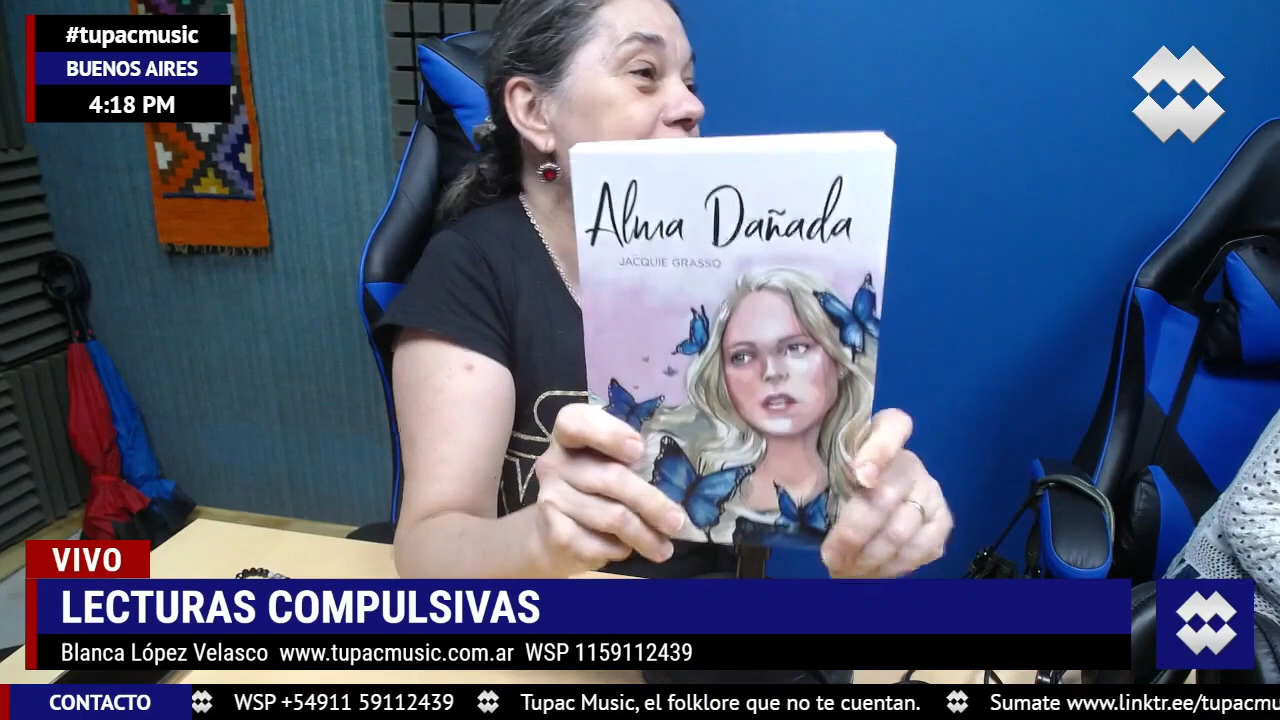 #tupacmusic
BUENOS AIRES
4:18 PM
Alma Dañada
JACQUIE GRASSO
VIVO
LECTURAS COMPULSIVAS
Blanca López Velasco www.tupacmusic.com.ar WSP 1159112439
CONTACTO WSP +54911 59112439 Tupac Music, el folklore que no te cuentan. Sumate www.linktr.ee/tupacmu